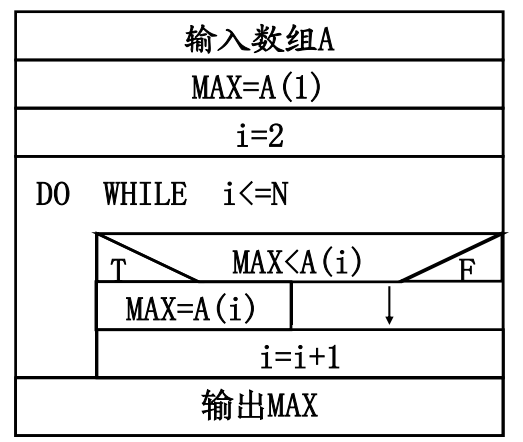 输入数组A
MAX=A(1)
i=2
DO WHILE i<=N
T MAX<A(i) F
MAX=A(i)
i=i+1
输出MAX